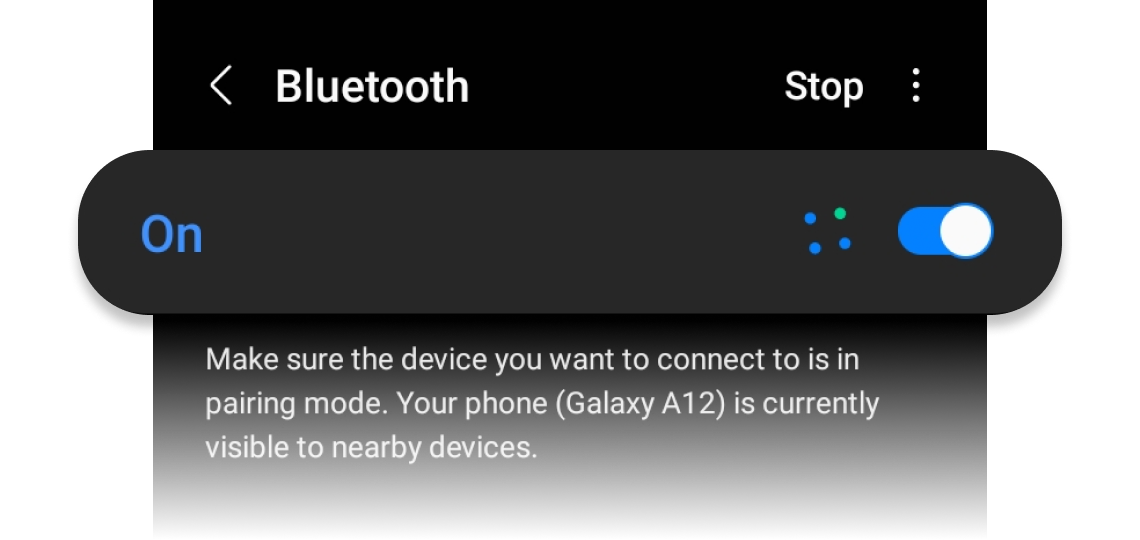 Bluetooth Stop
On
Make sure the device you want to connect to is in
pairing mode. Your phone (Galaxy A12) is currently
visible to nearby devices.